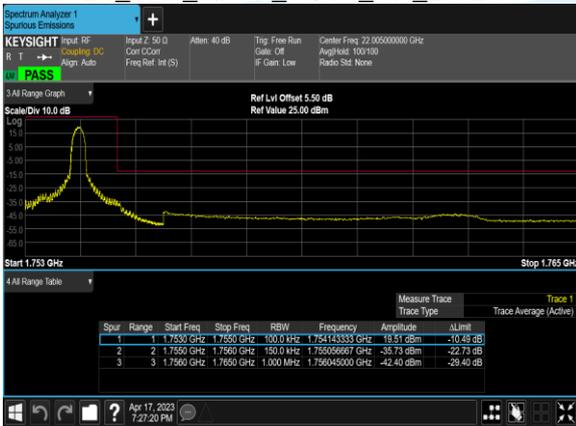 Spectrum Analyzer 1
Spurious Emissions
+
KEYSIGHT Input: RF Input Z: 50 Ω Atten: 40 dB Trig: Free Run Center Freq: 22.005000000 GHz
R T Coupling: DC Corr CCorr Gate: Off Avg|Hold: 100/100
Align: Auto Freq Ref: Int (S) IF Gain: Low Radio Std: None
PASS
3 All Range Graph
Ref Lvl Offset 5.50 dB
Scale/Div 10.0 dB Ref Value 25.00 dBm
Log
15.0
5.00
-5.00
-15.0
-25.0
-35.0
-45.0
-55.0
-65.0
Start 1.753 GHz Stop 1.765 GHz
4 All Range Table
Measure Trace Trace 1
Trace Type Trace Average (Active)
Spur Range Start Freq Stop Freq RBW Frequency Amplitude ΔLimit
1 1 1.7530 GHz 1.7550 GHz 100.0 kHz 1.754143333 GHz 19.51 dBm -10.49 dB
2 2 1.7550 GHz 1.7560 GHz 150.0 kHz 1.755056667 GHz -35.73 dBm -22.73 dB
3 3 1.7560 GHz 1.7650 GHz 1.000 MHz 1.756045000 GHz -42.40 dBm -29.40 dB
?
Apr 17, 2023
7:27:20 PM